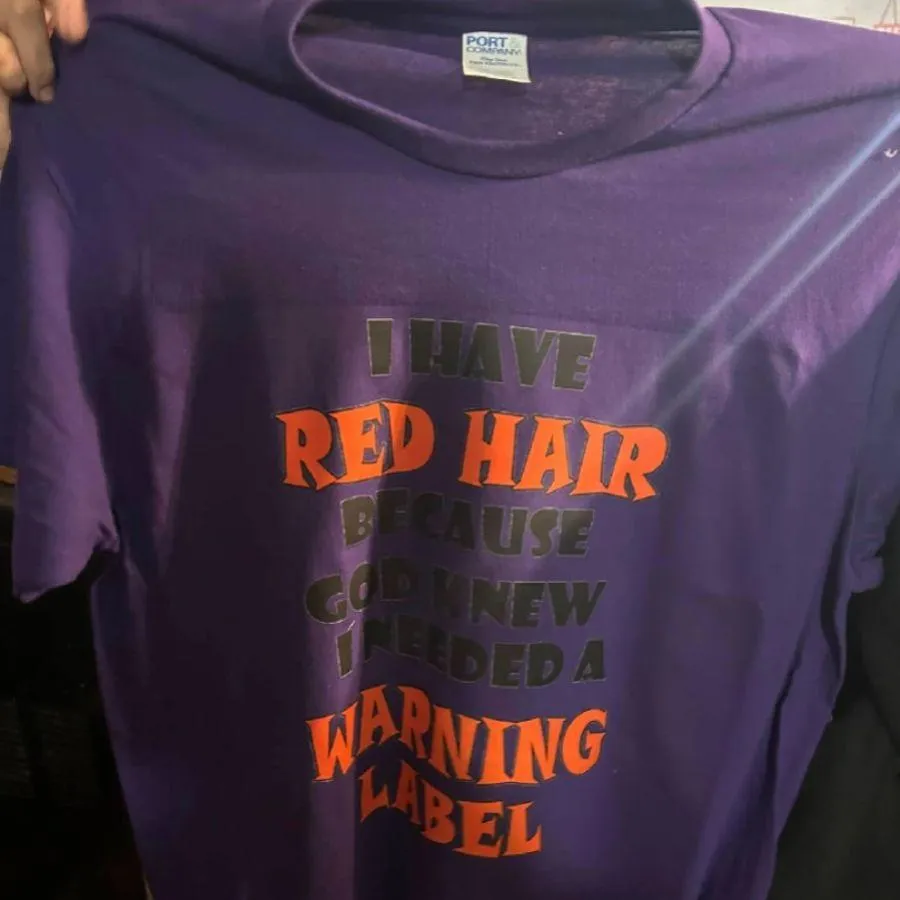 PORT &
COMPANY
I HAVE
RED HAIR
BECAUSE
GOD KNEW
I NEEDED A
WARNING
LABEL